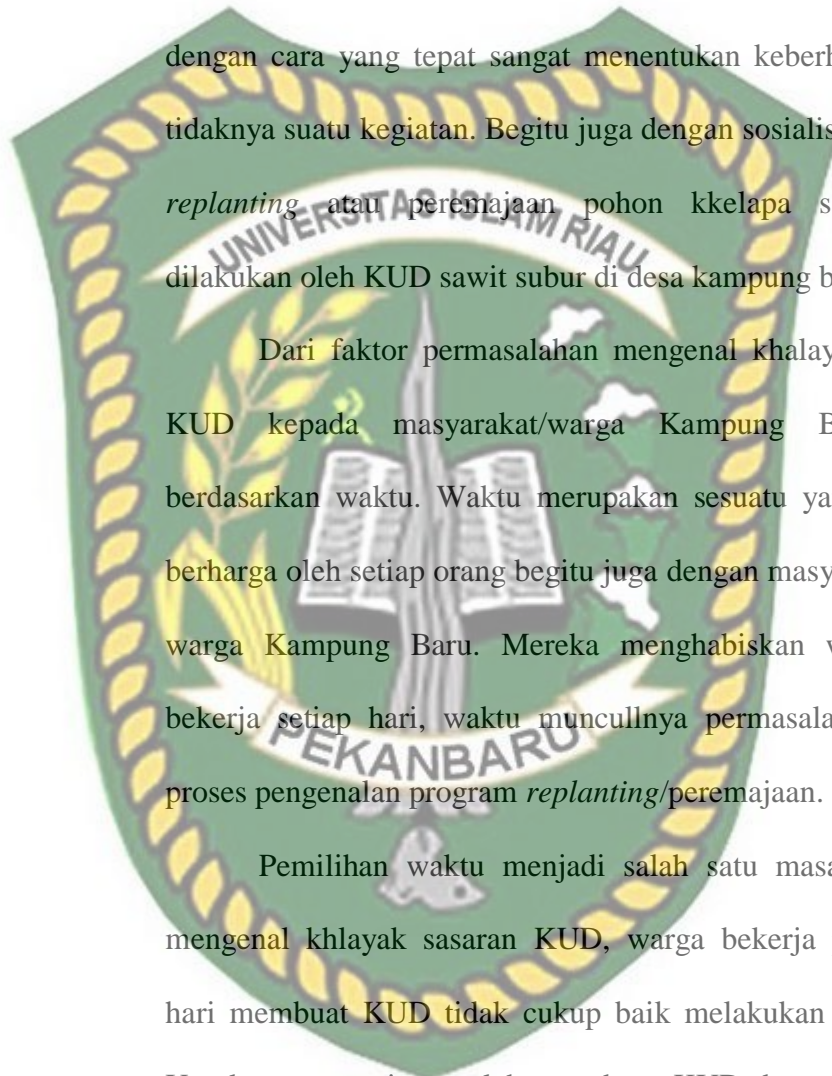 dengan cara yang tepat sangat menentukan keberh
tidaknya suatu kegiatan. Begitu juga dengan sosialis
replanting atau peremajaan pohon kkelapa s
UNIVERSITAS ISLAM RIAU
dilakukan oleh KUD sawit subur di desa kampung b
Dari faktor permasalahan mengenal khalay
KUD kepada masyarakat/warga Kampung B
berdasarkan waktu. Waktu merupakan sesuatu ya
berharga oleh setiap orang begitu juga dengan masy
warga Kampung Baru. Mereka menghabiskan w
bekerja setiap hari, waktu muncullnya permasala
PEKANBARU
proses pengenalan program replanting/peremajaan.
Pemilihan waktu menjadi salah satu masa
mengenal khlayak sasaran KUD, warga bekerja
hari membuat KUD tidak cukup baik melakukan